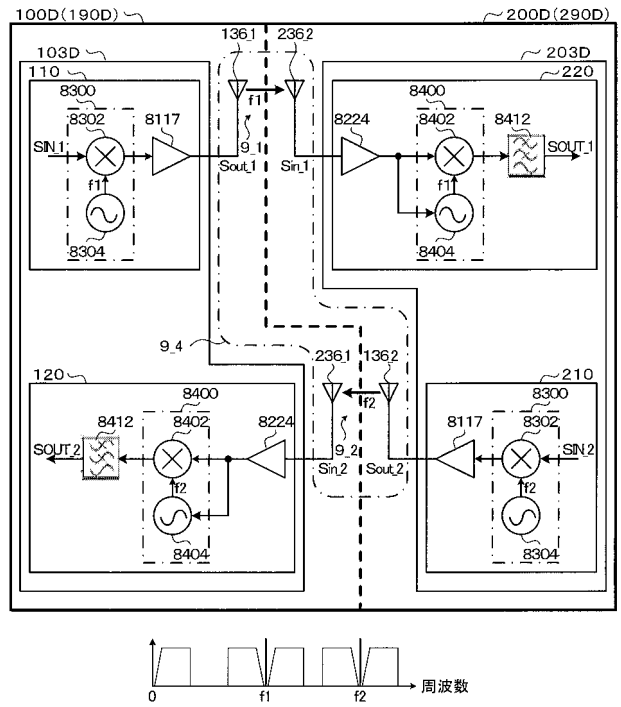 100D(190D)
200D(290D)
103D
203D
110
136_1
236_2
220
8300
8302
8117
f1
8224
8400
8402
8412
SIN_1
SOUT_1
f1
9_1
Sout_1
Sin_1
f1
8304
8404
9_4
120
236_1
136_2
210
8400
8402
8412
8224
f2
8117
8300
8302
SOUT_2
SIN_2
f2
9_2
Sin_2
Sout_2
f2
8404
8304
0
f1
f2
周波数